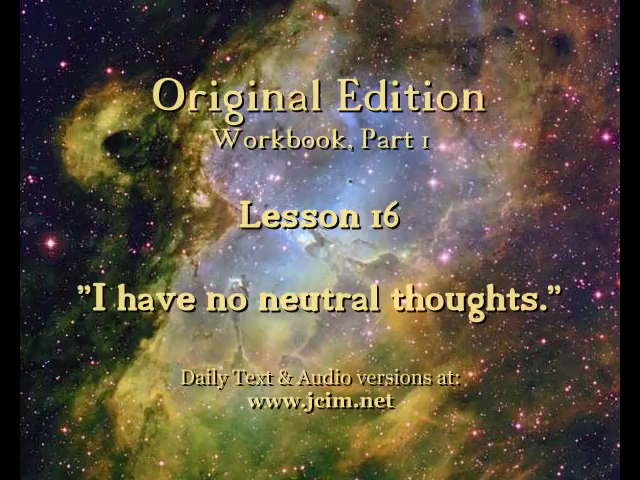 Original Edition
Workbook, Part 1
Lesson 16
"I have no neutral thoughts."
Daily Text & Audio versions at:
www.jcim.net